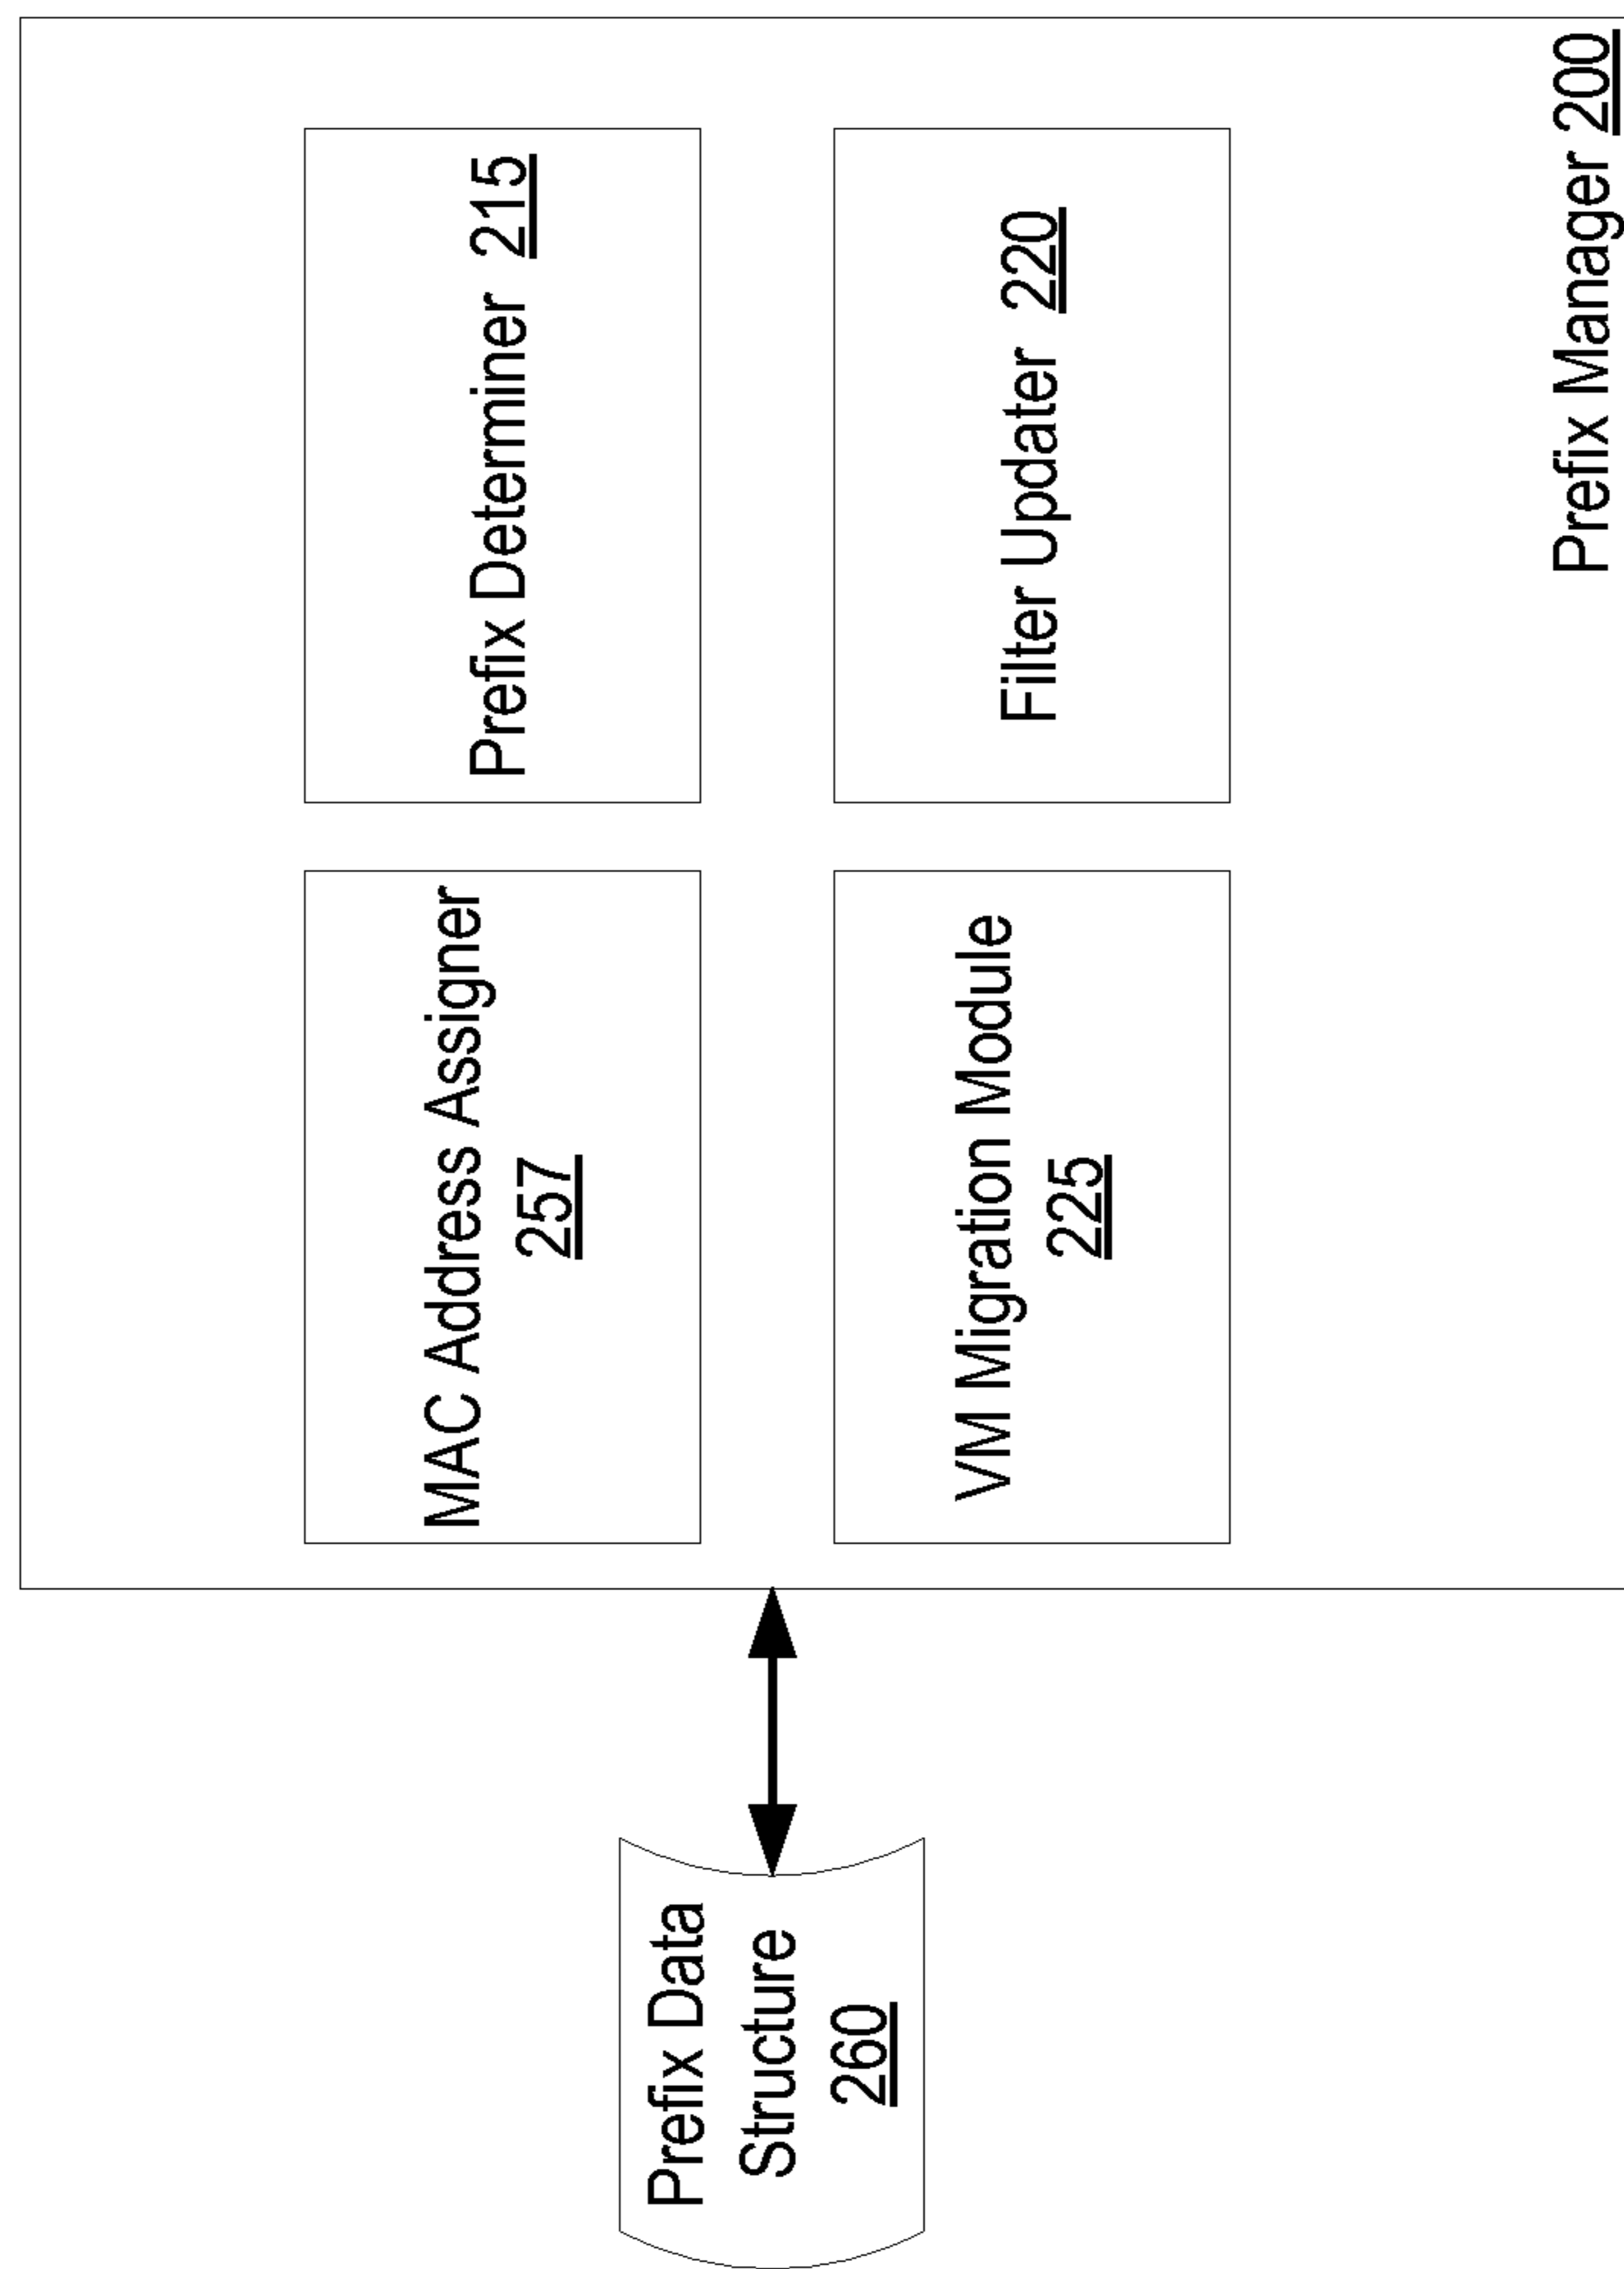 Prefix Data
Structure
260
MAC Address Assigner
257
Prefix Determiner 215
VM Migration Module
225
Filter Updater 220
Prefix Manager 200